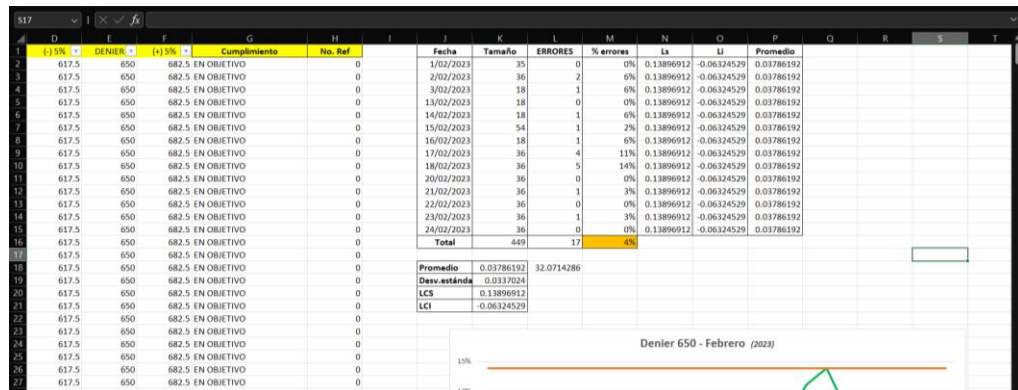 S17 fx
D E F G H I J K L M N O P Q R S T
1 (-) 5% DENIER (+) 5% Cumplimiento No. Ref Fecha Tamaño ERRORES % errores Ls Li Promedio
2 617.5 650 682.5 EN OBJETIVO 0 1/02/2023 35 0 0% 0.13896912 -0.06324529 0.03786192
3 617.5 650 682.5 EN OBJETIVO 0 2/02/2023 36 2 6% 0.13896912 -0.06324529 0.03786192
4 617.5 650 682.5 EN OBJETIVO 0 3/02/2023 18 1 6% 0.13896912 -0.06324529 0.03786192
5 617.5 650 682.5 EN OBJETIVO 0 13/02/2023 18 0 0% 0.13896912 -0.06324529 0.03786192
6 617.5 650 682.5 EN OBJETIVO 0 14/02/2023 18 1 6% 0.13896912 -0.06324529 0.03786192
7 617.5 650 682.5 EN OBJETIVO 0 15/02/2023 54 1 2% 0.13896912 -0.06324529 0.03786192
8 617.5 650 682.5 EN OBJETIVO 0 16/02/2023 18 1 6% 0.13896912 -0.06324529 0.03786192
9 617.5 650 682.5 EN OBJETIVO 0 17/02/2023 36 4 11% 0.13896912 -0.06324529 0.03786192
10 617.5 650 682.5 EN OBJETIVO 0 18/02/2023 36 5 14% 0.13896912 -0.06324529 0.03786192
11 617.5 650 682.5 EN OBJETIVO 0 20/02/2023 36 0 0% 0.13896912 -0.06324529 0.03786192
12 617.5 650 682.5 EN OBJETIVO 0 21/02/2023 36 1 3% 0.13896912 -0.06324529 0.03786192
13 617.5 650 682.5 EN OBJETIVO 0 22/02/2023 36 0 0% 0.13896912 -0.06324529 0.03786192
14 617.5 650 682.5 EN OBJETIVO 0 23/02/2023 36 1 3% 0.13896912 -0.06324529 0.03786192
15 617.5 650 682.5 EN OBJETIVO 0 24/02/2023 36 0 0% 0.13896912 -0.06324529 0.03786192
16 617.5 650 682.5 EN OBJETIVO 0 Total 449 17 4%
17 617.5 650 682.5 EN OBJETIVO 0
18 617.5 650 682.5 EN OBJETIVO 0 Promedio 0.03786192 32.0714286
19 617.5 650 682.5 EN OBJETIVO 0 Desv.estánda 0.0337024
20 617.5 650 682.5 EN OBJETIVO 0 LCS 0.13896912
21 617.5 650 682.5 EN OBJETIVO 0 LCI -0.06324529
22 617.5 650 682.5 EN OBJETIVO 0
23 617.5 650 682.5 EN OBJETIVO 0
24 617.5 650 682.5 EN OBJETIVO 0 Denier 650 - Febrero (2023)
25 617.5 650 682.5 EN OBJETIVO 0 15%
26 617.5 650 682.5 EN OBJETIVO 0
27 617.5 650 682.5 EN OBJETIVO 0